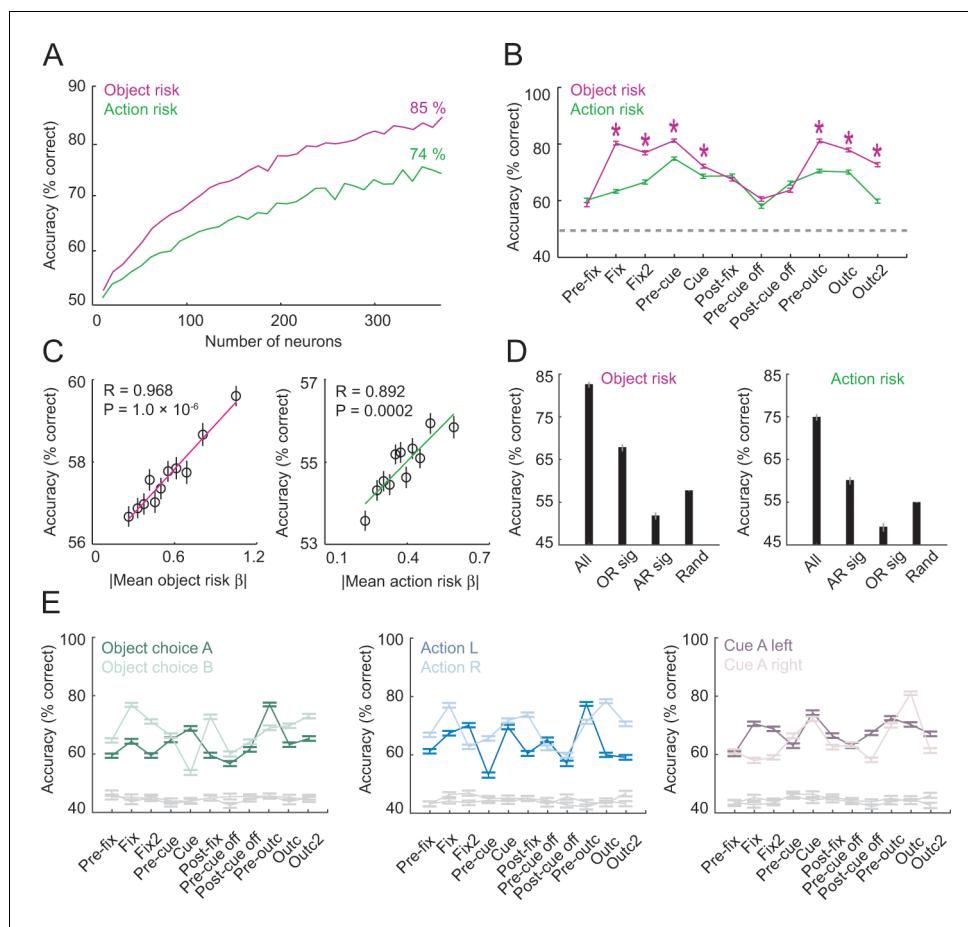 A
Object risk
Action risk
85 %
74 %
90
80
70
60
50
Accuracy (% correct)
0
100
200
300
Number of neurons
B
Object risk
Action risk
* * * * * * *
100
80
60
40
Accuracy (% correct)
Pre-fix
Fix
Fix2
Pre-cue
Cue
Post-fix
Pre-cue off
Post-cue off
Pre-outc
Outc
Outc2
C
R = 0.968
P = 1.0 × 10-6
60
58
56
Accuracy (% correct)
0
0.6
1.2
|Mean object risk β|
R = 0.892
P = 0.0002
57
55
53
Accuracy (% correct)
0.1
0.4
0.7
|Mean action risk β|
D
Object risk
85
75
65
55
45
Accuracy (% correct)
All
OR sig
AR sig
Rand
Action risk
85
75
65
55
45
Accuracy (% correct)
All
AR sig
OR sig
Rand
E
Object choice A
Object choice B
100
80
60
40
Accuracy (% correct)
Pre-fix
Fix
Fix2
Pre-cue
Cue
Post-fix
Pre-cue off
Post-cue off
Pre-outc
Outc
Outc2
Action L
Action R
100
80
60
40
Accuracy (% correct)
Pre-fix
Fix
Fix2
Pre-cue
Cue
Post-fix
Pre-cue off
Post-cue off
Pre-outc
Outc
Outc2
Cue A left
Cue A right
100
80
60
40
Accuracy (% correct)
Pre-fix
Fix
Fix2
Pre-cue
Cue
Post-fix
Pre-cue off
Post-cue off
Pre-outc
Outc
Outc2